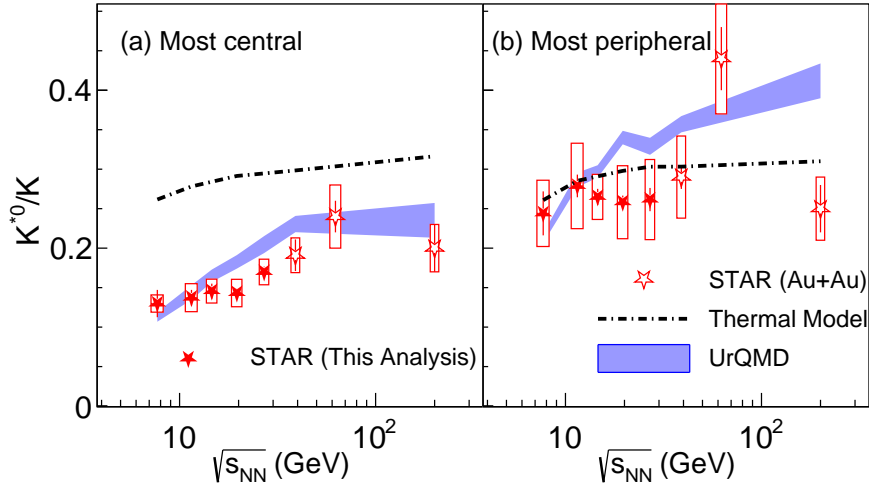 (a) Most central
(b) Most peripheral
0.4
0.2
0
K*0/K
STAR (This Analysis)
STAR (Au+Au)
Thermal Model
UrQMD
10
10²
10
10²
√sNN (GeV)
√sNN (GeV)